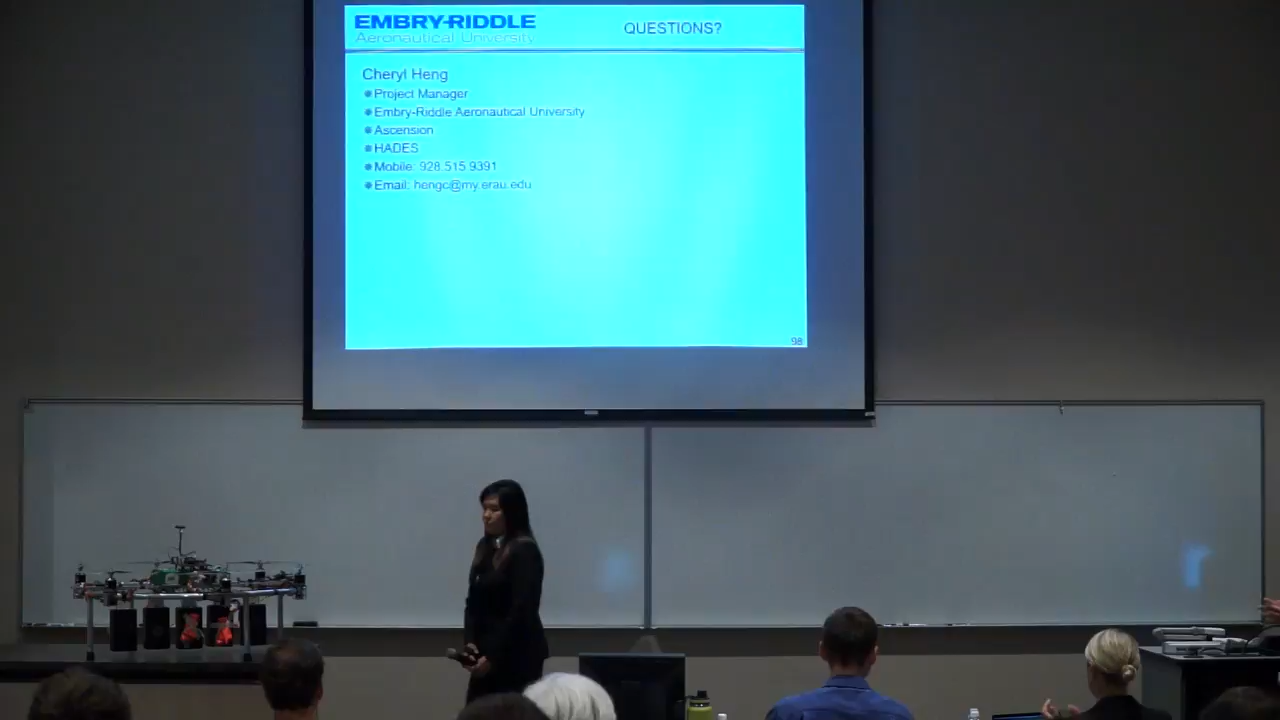 EMBRY-RIDDLE
Aeronautical University
QUESTIONS?
Cheryl Heng
Project Manager
Embry-Riddle Aeronautical University
Ascension
HADES
Mobile: 928.515.9391
Email: hengc@my.erau.edu
98